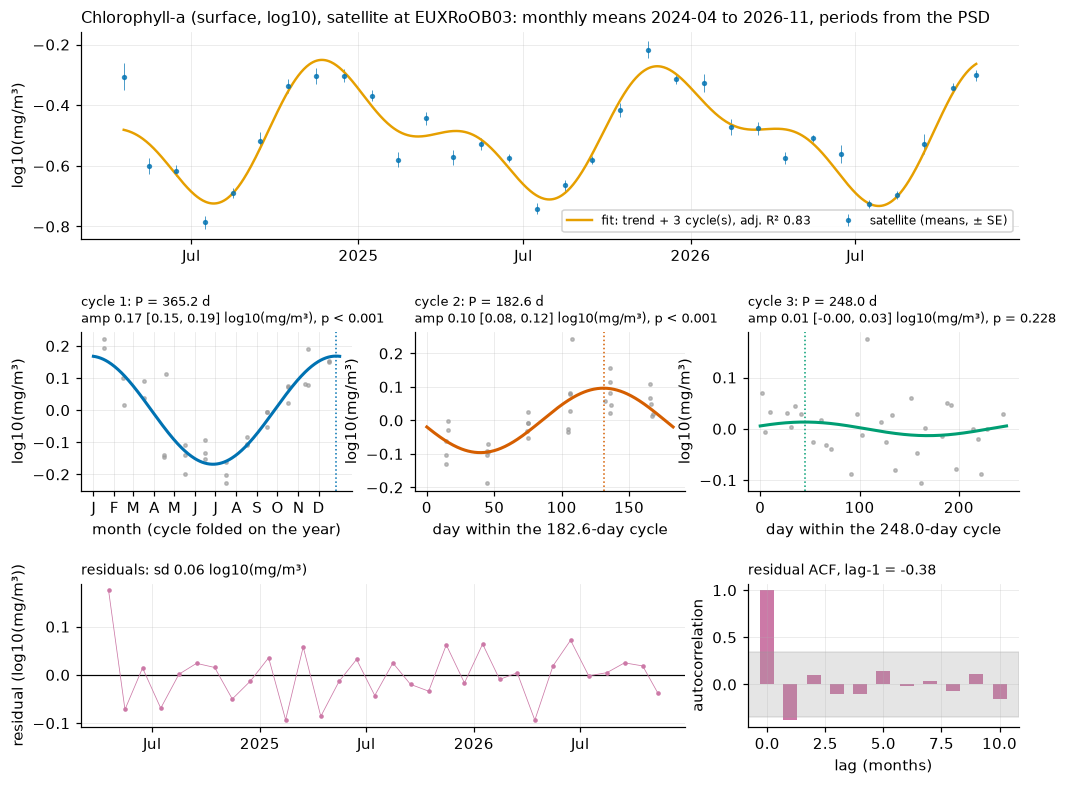 Chlorophyll-a (surface, log10), satellite at EUXRoOB03: monthly means 2024-04 to 2026-11, periods from the PSD
log10(mg/m³)
−0.2
−0.4
−0.6
−0.8
fit: trend + 3 cycle(s), adj. R² 0.83
satellite (means, ± SE)
Jul
2025
Jul
2026
Jul
cycle 1: P = 365.2 d
amp 0.17 [0.15, 0.19] log10(mg/m³), p < 0.001
log10(mg/m³)
0.2
0.1
0.0
−0.1
−0.2
J F M A M J J A S O N D
month (cycle folded on the year)
cycle 2: P = 182.6 d
amp 0.10 [0.08, 0.12] log10(mg/m³), p < 0.001
log10(mg/m³)
0.2
0.1
0.0
−0.1
−0.2
0 50 100 150
day within the 182.6-day cycle
cycle 3: P = 248.0 d
amp 0.01 [-0.00, 0.03] log10(mg/m³), p = 0.228
log10(mg/m³)
0.1
0.0
−0.1
0 100 200
day within the 248.0-day cycle
residuals: sd 0.06 log10(mg/m³)
residual (log10(mg/m³))
0.1
0.0
−0.1
Jul
2025
Jul
2026
Jul
residual ACF, lag-1 = -0.38
autocorrelation
1.0
0.5
0.0
0.0 2.5 5.0 7.5 10.0
lag (months)